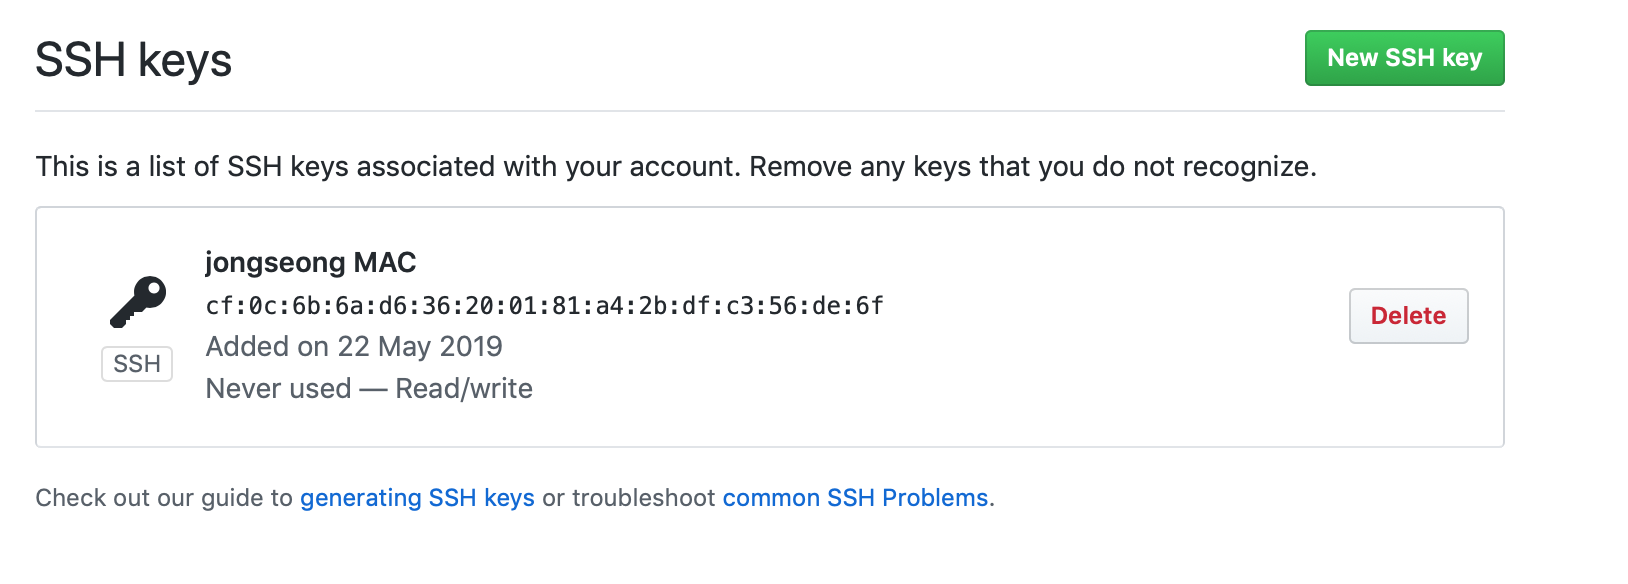 SSH keys
New SSH key
This is a list of SSH keys associated with your account. Remove any keys that you do not recognize.
jongseong MAC
cf:0c:6b:6a:d6:36:20:01:81:a4:2b:df:c3:56:de:6f
Added on 22 May 2019
Never used — Read/write
SSH
Delete
Check out our guide to generating SSH keys or troubleshoot common SSH Problems.